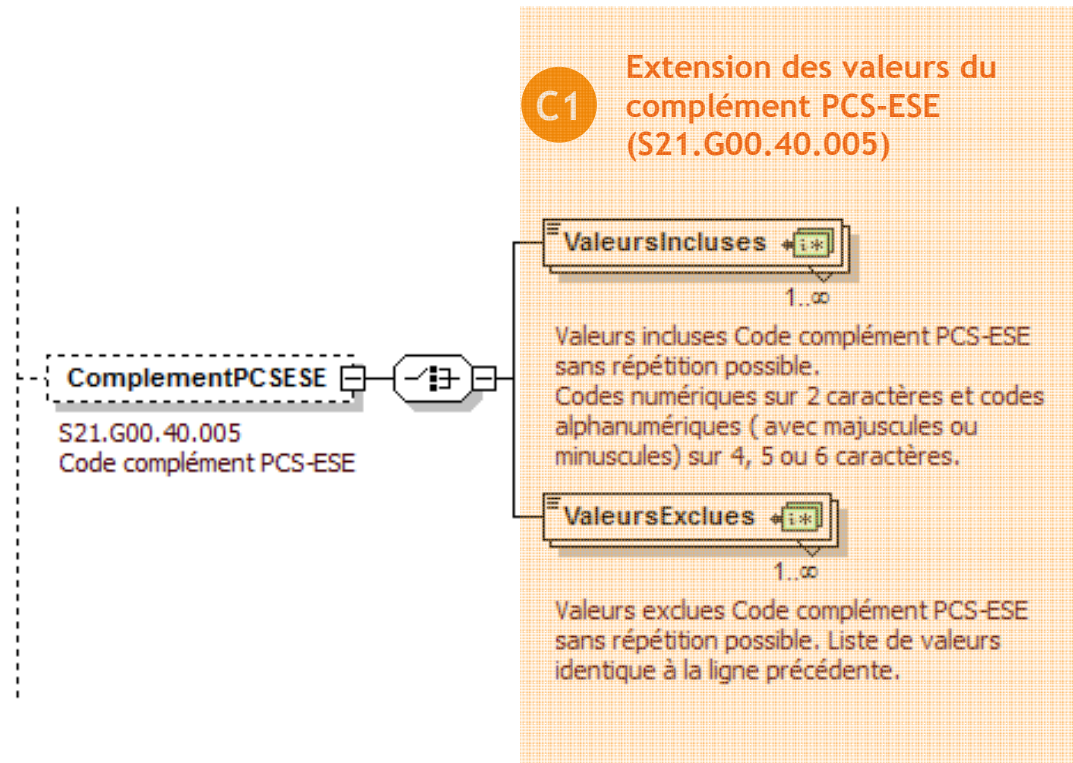 C1
Extension des valeurs du
complément PCS-ESE
(S21.G00.40.005)
ValeursIncluses
1..∞
Valeurs incluses Code complément PCS-ESE
sans répétition possible.
Codes numériques sur 2 caractères et codes
alphanumériques ( avec majuscules ou
minuscules) sur 4, 5 ou 6 caractères.
ComplementPCSESE
S21.G00.40.005
Code complément PCS-ESE
ValeursExclues
1..∞
Valeurs exclues Code complément PCS-ESE
sans répétition possible. Liste de valeurs
identique à la ligne précédente.